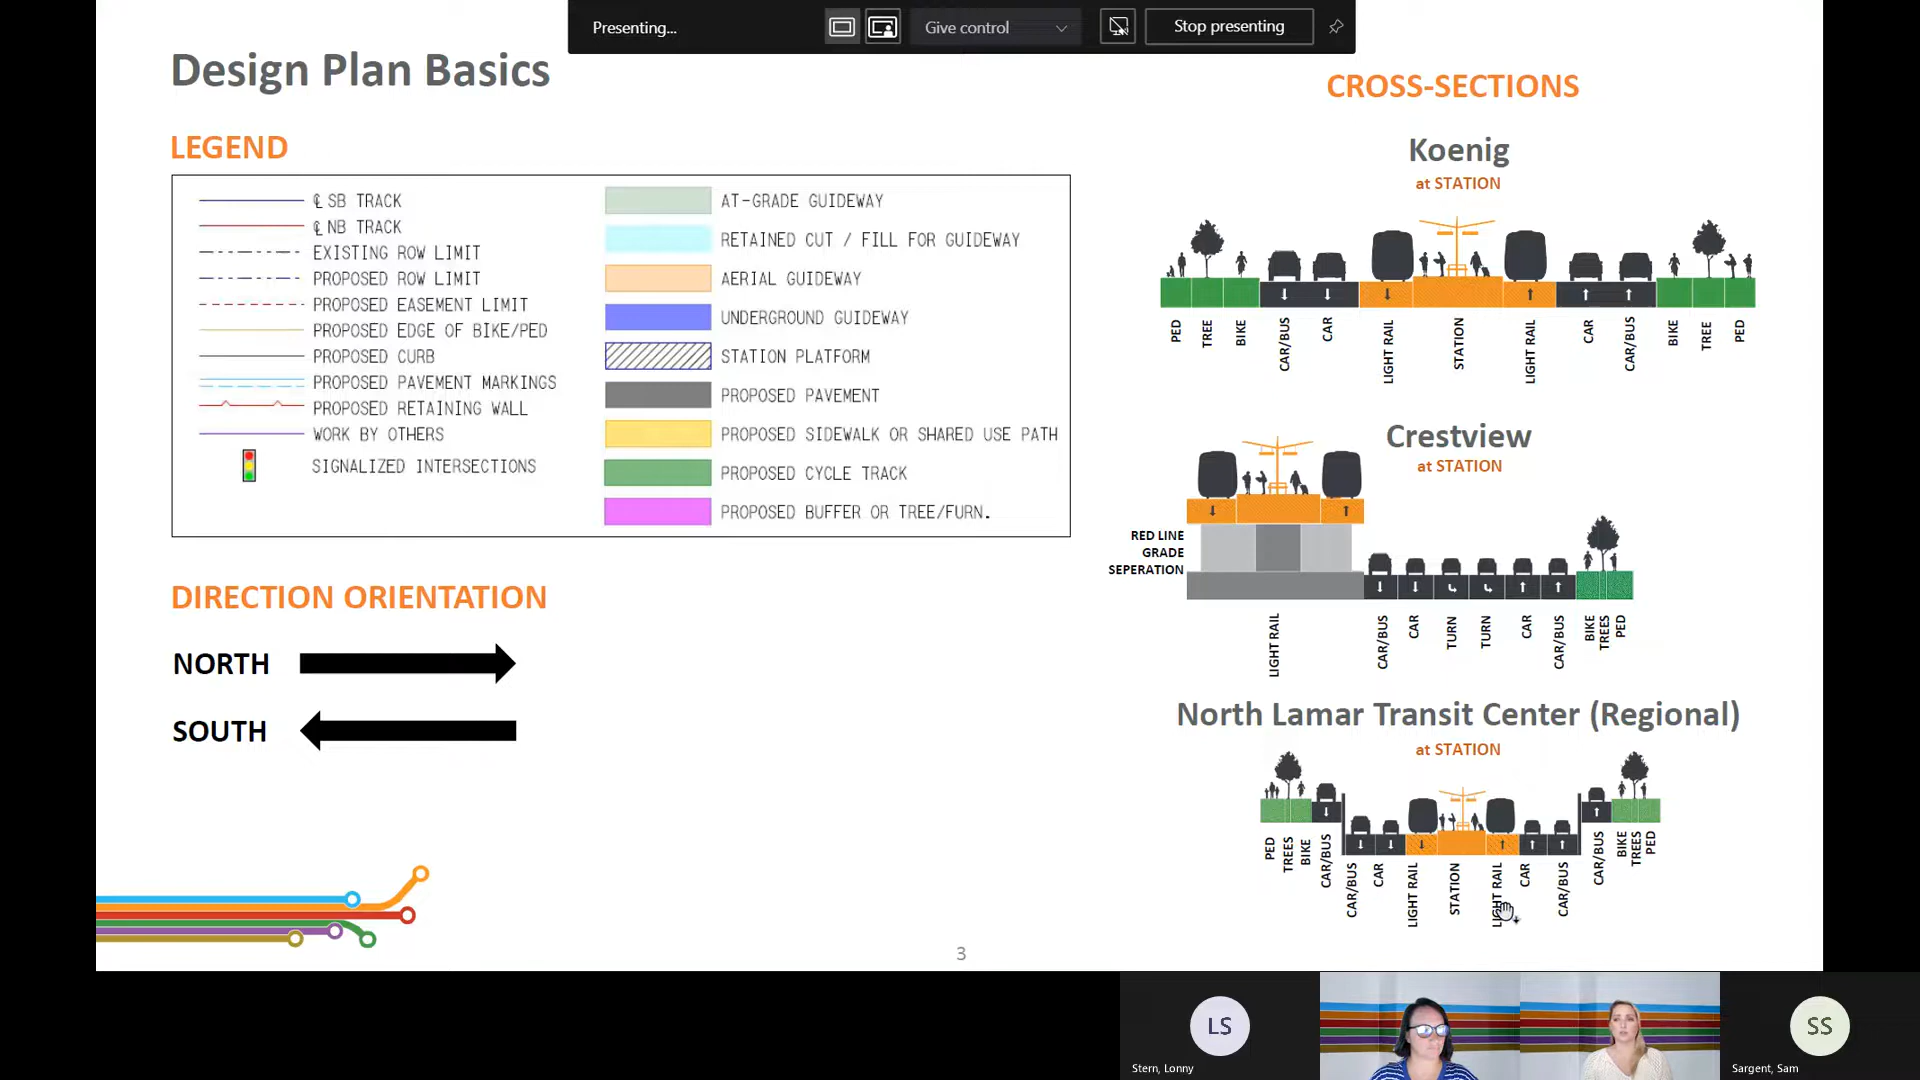 Presenting...
Give control
Stop presenting
Design Plan Basics
LEGEND
℄ SB TRACK
℄ NB TRACK
EXISTING ROW LIMIT
PROPOSED ROW LIMIT
PROPOSED EASEMENT LIMIT
PROPOSED EDGE OF BIKE/PED
PROPOSED CURB
PROPOSED PAVEMENT MARKINGS
PROPOSED RETAINING WALL
WORK BY OTHERS
SIGNALIZED INTERSECTIONS
AT-GRADE GUIDEWAY
RETAINED CUT / FILL FOR GUIDEWAY
AERIAL GUIDEWAY
UNDERGROUND GUIDEWAY
STATION PLATFORM
PROPOSED PAVEMENT
PROPOSED SIDEWALK OR SHARED USE PATH
PROPOSED CYCLE TRACK
PROPOSED BUFFER OR TREE/FURN.
DIRECTION ORIENTATION
NORTH
SOUTH
CROSS-SECTIONS
Koenig
at STATION
PED
TREE
BIKE
CAR/BUS
CAR
LIGHT RAIL
STATION
LIGHT RAIL
CAR
CAR/BUS
BIKE
TREE
PED
Crestview
at STATION
RED LINE
GRADE
SEPERATION
LIGHT RAIL
CAR/BUS
CAR
TURN
TURN
CAR
CAR/BUS
BIKE
TREES
PED
North Lamar Transit Center (Regional)
at STATION
PED
TREES
BIKE
CAR/BUS
CAR/BUS
CAR
LIGHT RAIL
STATION
LIGHT RAIL
CAR
CAR/BUS
CAR/BUS
BIKE
TREES
PED
3
LS
Stern, Lonny
SS
Sargent, Sam